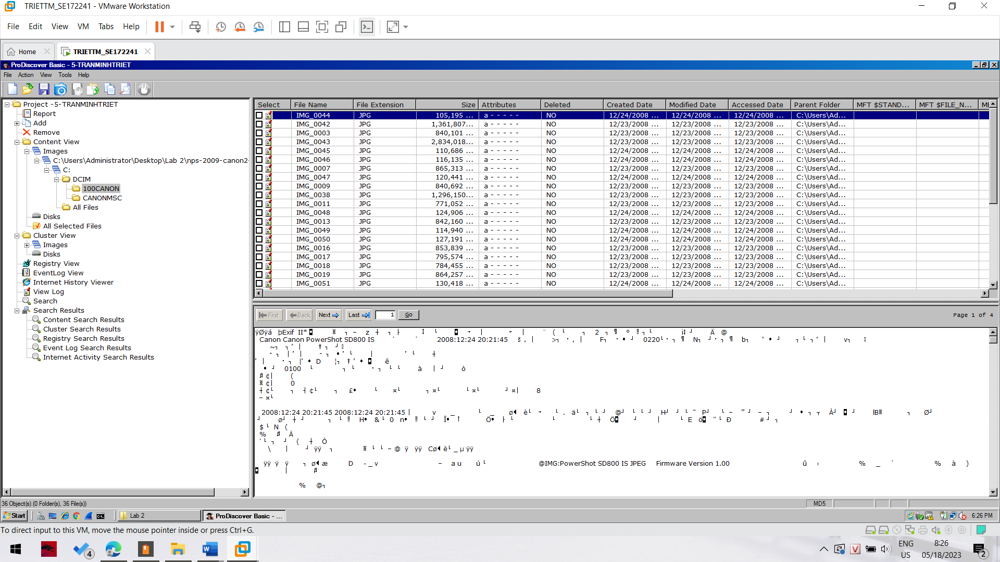 TRIETTM_SE172241 - VMware Workstation
File Edit View VM Tabs Help
Home
TRIETTM_SE172241
ProDiscover Basic - 5-TRANMINHTRIET
File Action View Tools Help
Project -5-TRANMINHTRIET
Report
Add
Remove
Content View
Images
C:\Users\Administrator\Desktop\Lab 2\nps-2009-canon2-
C:
DCIM
100CANON
CANONMSC
All Files
Disks
All Selected Files
Cluster View
Images
Disks
Registry View
EventLog View
Internet History Viewer
View Log
Search
Search Results
Content Search Results
Cluster Search Results
Registry Search Results
Event Log Search Results
Internet Activity Search Results
Select File Name File Extension Size Attributes Deleted Created Date Modified Date Accessed Date Parent Folder MFT $STAND... MFT $FILE_N...
IMG_0044 JPG 105,195 ... a - - - - - NO 12/24/2008 ... 12/24/2008 ... 12/24/2008 ... C:\Users\Ad...
IMG_0042 JPG 1,361,807... a - - - - - NO 12/23/2008 ... 12/23/2008 ... 12/23/2008 ... C:\Users\Ad...
IMG_0003 JPG 840,101 ... a - - - - - NO 12/23/2008 ... 12/23/2008 ... 12/23/2008 ... C:\Users\Ad...
IMG_0043 JPG 2,834,018... a - - - - - NO 12/23/2008 ... 12/23/2008 ... 12/23/2008 ... C:\Users\Ad...
IMG_0045 JPG 110,686 ... a - - - - - NO 12/24/2008 ... 12/24/2008 ... 12/24/2008 ... C:\Users\Ad...
IMG_0046 JPG 116,135 ... a - - - - - NO 12/24/2008 ... 12/24/2008 ... 12/24/2008 ... C:\Users\Ad...
IMG_0007 JPG 865,313 ... a - - - - - NO 12/23/2008 ... 12/23/2008 ... 12/23/2008 ... C:\Users\Ad...
IMG_0047 JPG 120,441 ... a - - - - - NO 12/24/2008 ... 12/24/2008 ... 12/24/2008 ... C:\Users\Ad...
IMG_0009 JPG 840,692 ... a - - - - - NO 12/23/2008 ... 12/23/2008 ... 12/23/2008 ... C:\Users\Ad...
IMG_0038 JPG 1,296,150... a - - - - - NO 12/23/2008 ... 12/23/2008 ... 12/23/2008 ... C:\Users\Ad...
IMG_0011 JPG 771,052 ... a - - - - - NO 12/23/2008 ... 12/23/2008 ... 12/23/2008 ... C:\Users\Ad...
IMG_0048 JPG 124,906 ... a - - - - - NO 12/24/2008 ... 12/24/2008 ... 12/24/2008 ... C:\Users\Ad...
IMG_0013 JPG 842,160 ... a - - - - - NO 12/23/2008 ... 12/23/2008 ... 12/23/2008 ... C:\Users\Ad...
IMG_0049 JPG 114,940 ... a - - - - - NO 12/24/2008 ... 12/24/2008 ... 12/24/2008 ... C:\Users\Ad...
IMG_0050 JPG 127,191 ... a - - - - - NO 12/24/2008 ... 12/24/2008 ... 12/24/2008 ... C:\Users\Ad...
IMG_0016 JPG 853,839 ... a - - - - - NO 12/23/2008 ... 12/23/2008 ... 12/23/2008 ... C:\Users\Ad...
IMG_0017 JPG 795,574 ... a - - - - - NO 12/23/2008 ... 12/23/2008 ... 12/23/2008 ... C:\Users\Ad...
IMG_0018 JPG 784,455 ... a - - - - - NO 12/23/2008 ... 12/23/2008 ... 12/23/2008 ... C:\Users\Ad...
IMG_0019 JPG 864,257 ... a - - - - - NO 12/23/2008 ... 12/23/2008 ... 12/23/2008 ... C:\Users\Ad...
IMG_0051 JPG 130,418 ... a - - - - - NO 12/24/2008 ... 12/24/2008 ... 12/24/2008 ... C:\Users\Ad...
First Back Next Last 1 Go Page 1 of 4
ÿØÿá þExif II*
Canon Canon PowerShot SD800 IS 2008:12:24 20:21:45 0220
0100
2008:12:24 20:21:45 2008:12:24 20:21:45
@IMG:PowerShot SD800 IS JPEG Firmware Version 1.00
36 Object(s) (0 Folder(s), 36 File(s))
MD5
Start
Lab 2
ProDiscover Basic - ...
6:26 PM
To direct input to this VM, move the mouse pointer inside or press Ctrl+G.
4
ENG
US
8:26
05/18/2023
2